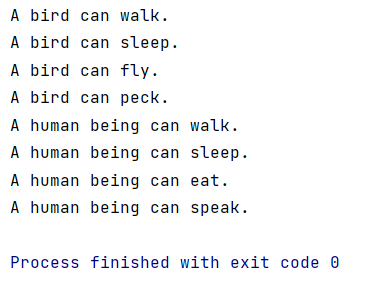 A bird can walk.
A bird can sleep.
A bird can fly.
A bird can peck.
A human being can walk.
A human being can sleep.
A human being can eat.
A human being can speak.
Process finished with exit code 0